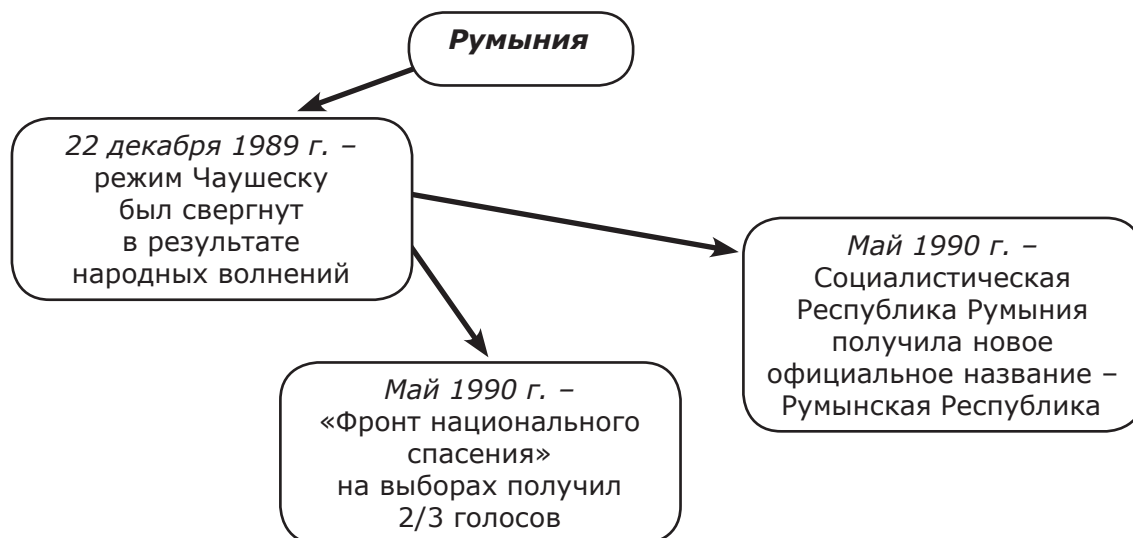 Румыния
22 декабря 1989 г. –
режим Чаушеску
был свергнут
в результате
народных волнений
Май 1990 г. –
Социалистическая
Республика Румыния
получила новое
официальное название –
Румынская Республика
Май 1990 г. –
«Фронт национального
спасения»
на выборах получил
2/3 голосов